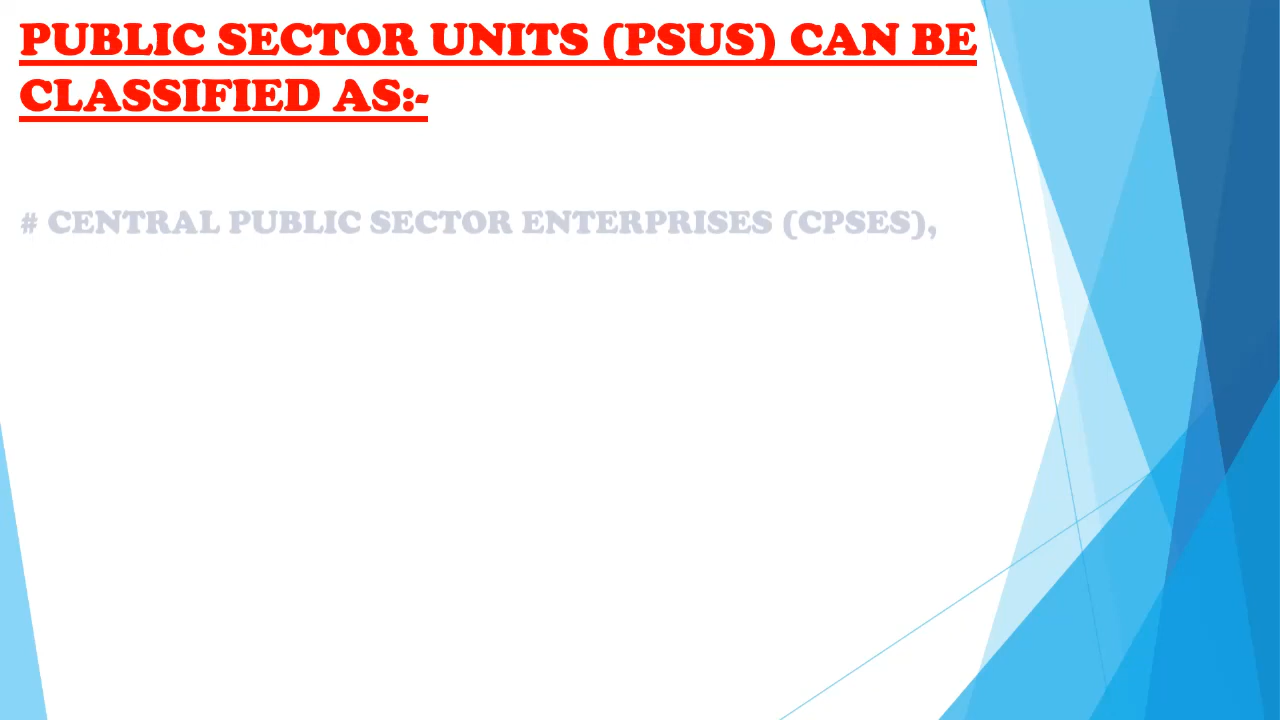 PUBLIC SECTOR UNITS (PSUS) CAN BE
CLASSIFIED AS:-
# CENTRAL PUBLIC SECTOR ENTERPRISES (CPSES),